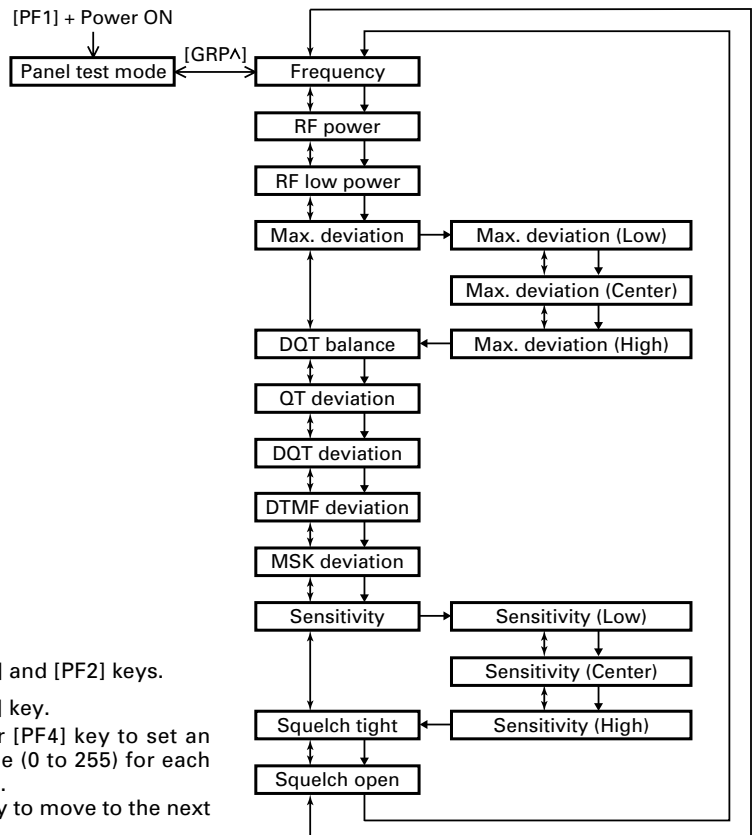 [PF1] + Power ON
[GRP∧]
Panel test mode
Frequency
RF power
RF low power
Max. deviation
Max. deviation (Low)
Max. deviation (Center)
DQT balance
Max. deviation (High)
QT deviation
DQT deviation
DTMF deviation
MSK deviation
Sensitivity
Sensitivity (Low)
Sensitivity (Center)
Squelch tight
Sensitivity (High)
Squelch open
] and [PF2] keys.
] key.
r [PF4] key to set an
e (0 to 255) for each
.
y to move to the next